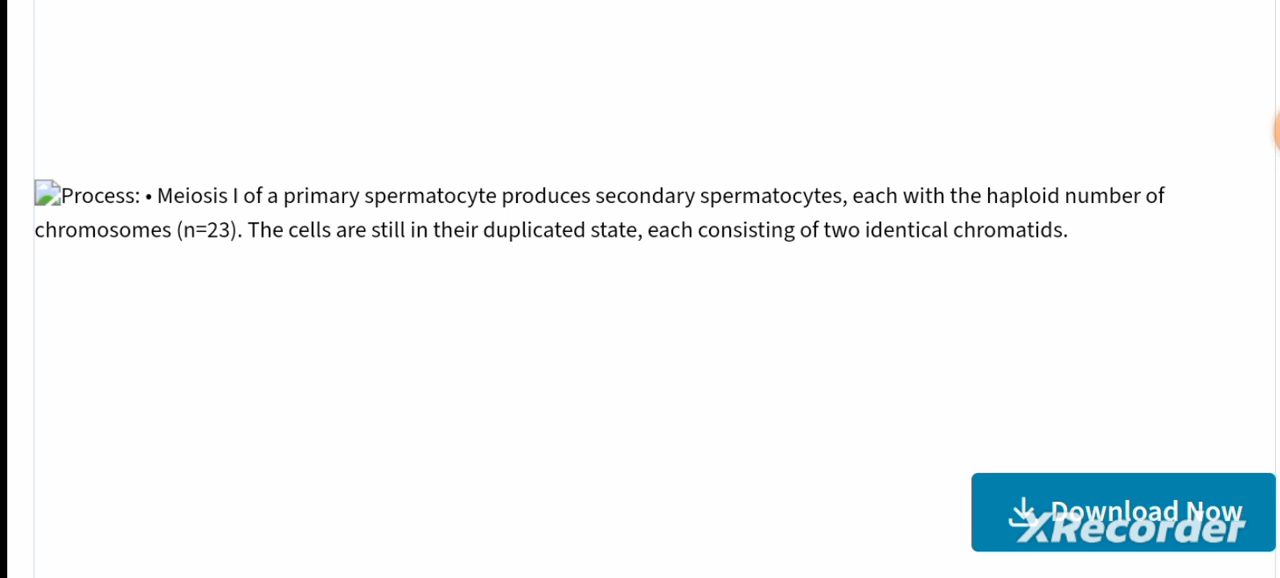 Process: • Meiosis I of a primary spermatocyte produces secondary spermatocytes, each with the haploid number of
chromosomes (n=23). The cells are still in their duplicated state, each consisting of two identical chromatids.
Download Now
XRecorder